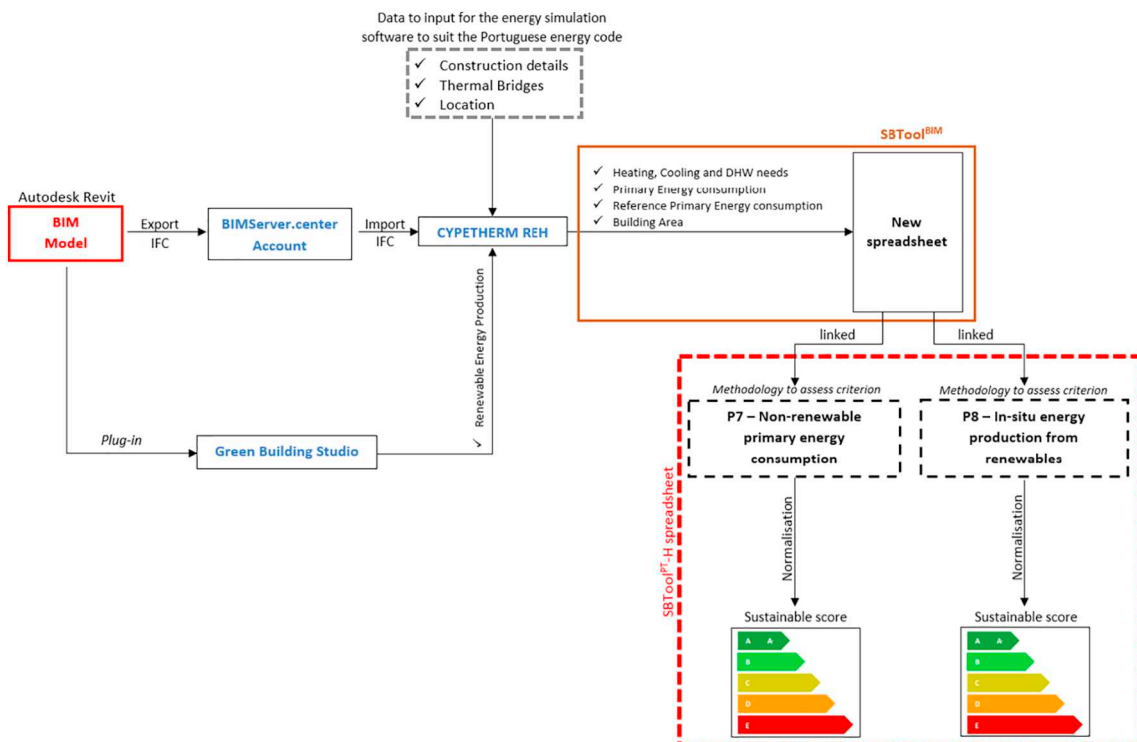 Data to input for the energy simulation
software to suit the Portuguese energy code
✓ Construction details
✓ Thermal Bridges
✓ Location
SBTool^BIM
✓ Heating, Cooling and DHW needs
✓ Primary Energy consumption
✓ Reference Primary Energy consumption
✓ Building Area
New
spreadsheet
Autodesk Revit
BIM
Model
Export
IFC
BIMServer.center
Account
Import
IFC
CYPETHERM REH
✓ Renewable Energy Production
Plug-in
Green Building Studio
linked
linked
SBTool^PT-H spreadsheet
Methodology to assess criterion
P7 – Non-renewable
primary energy
consumption
Normalisation
Sustainable score
A A
B
C
D
E
Methodology to assess criterion
P8 – In-situ energy
production from
renewables
Normalisation
Sustainable score
A A
B
C
D
E